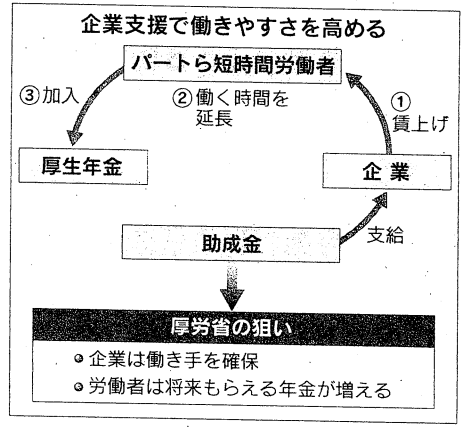 企業支援で働きやすさを高める
パートら短時間労働者
③加入
②働く時間を
延長
①
賃上げ
厚生年金
企業
支給
助成金
厚労省の狙い
企業は働き手を確保
労働者は将来もらえる年金が増える